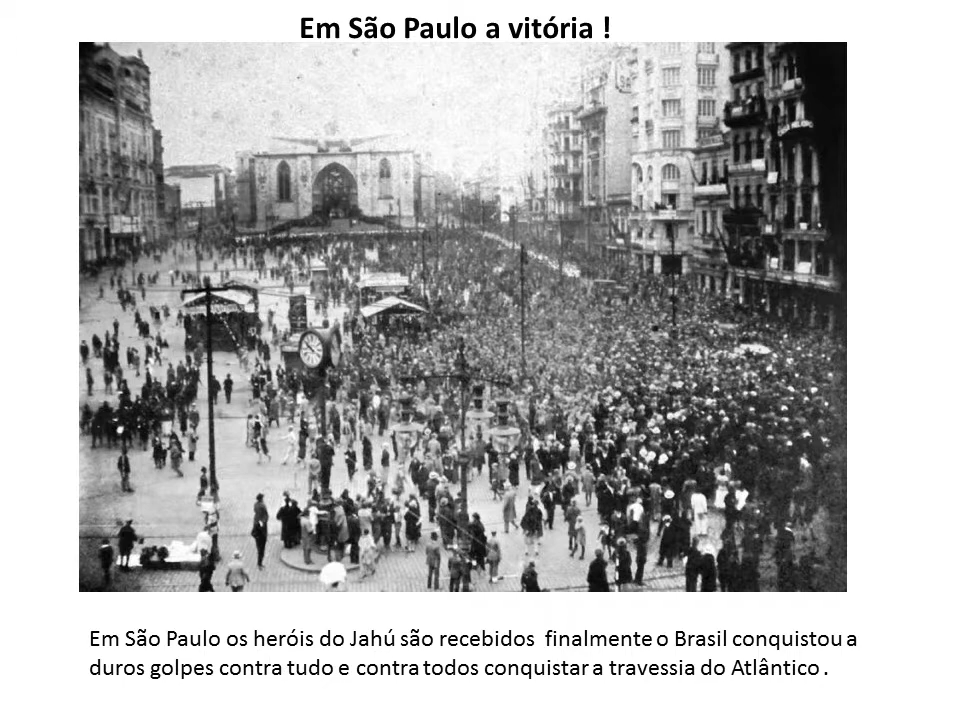 Em São Paulo a vitória !
Em São Paulo os heróis do Jahú são recebidos  finalmente o Brasil conquistou a
duros golpes contra tudo e contra todos conquistar a travessia do Atlântico .